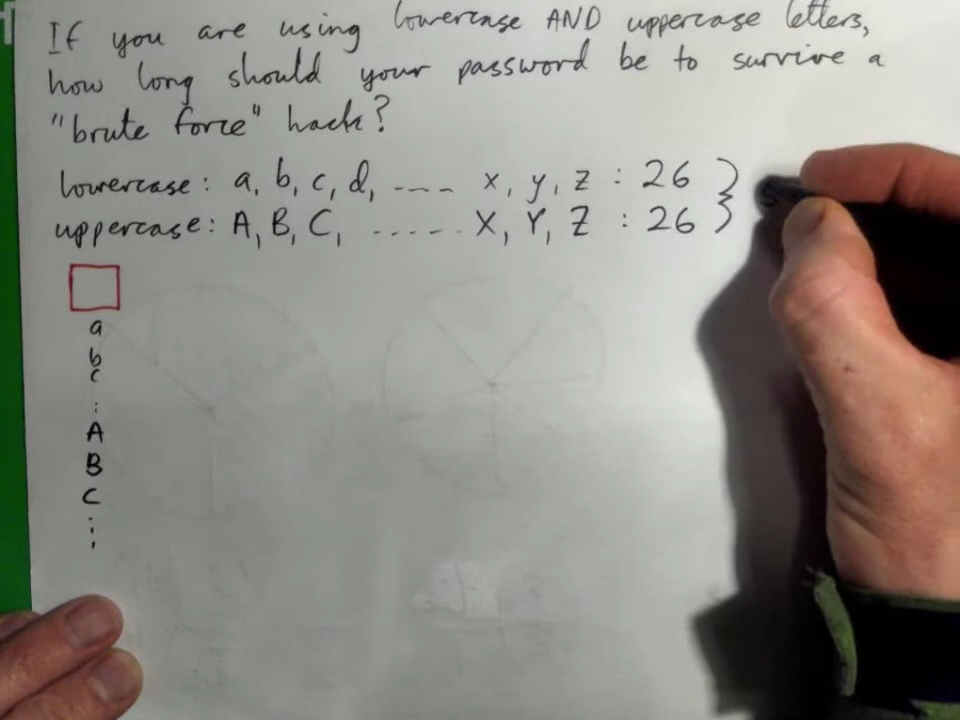 If you are using lowercase AND uppercase letters,
how long should your password be to survive a
"brute force" hack?
lowercase: a, b, c, d, ---- x, y, z : 26
uppercase: A, B, C, ..... X, Y, Z : 26
a
b
c
:
A
B
C
: